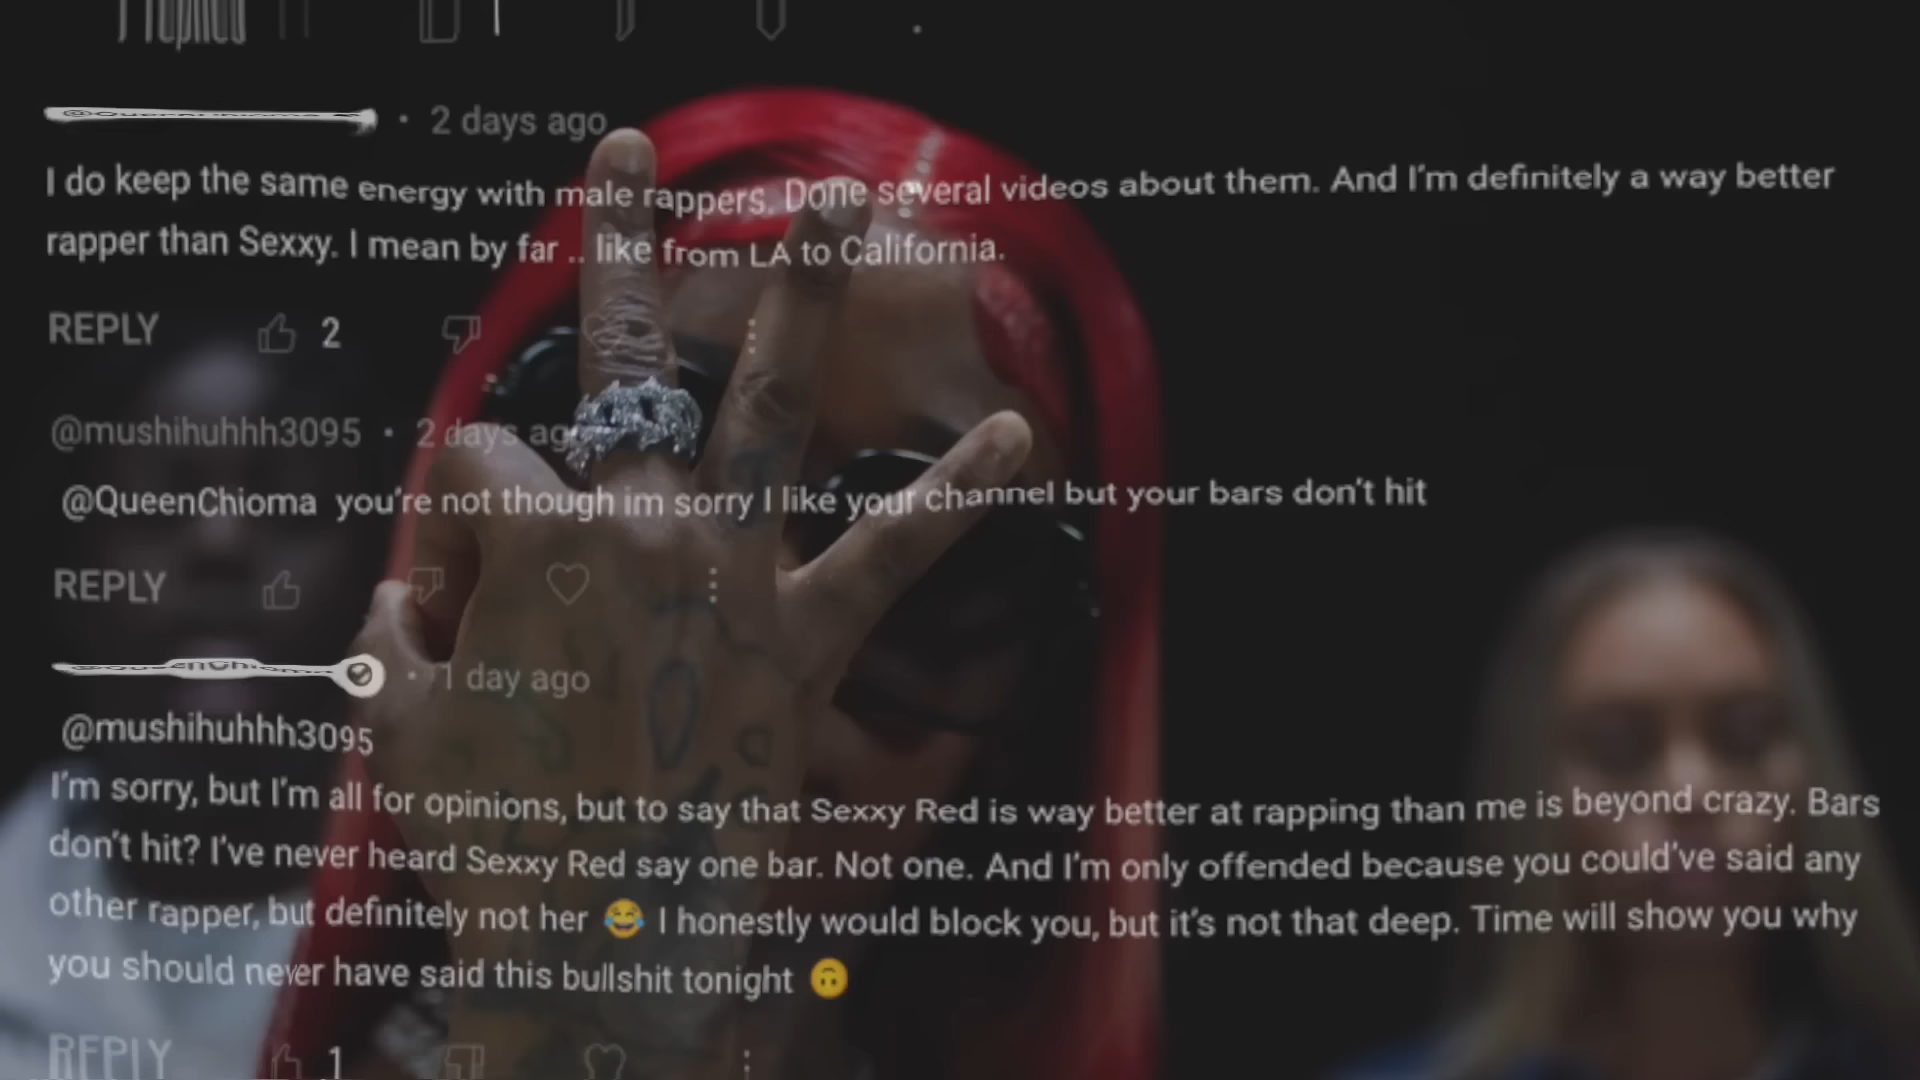 · 2 days ago
I do keep the same energy with male rappers. Done several videos about them. And I'm definitely a way better
rapper than Sexxy. I mean by far .. like from LA to California.
REPLY 2
@mushihuhhh3095 · 2 days ag
@QueenChioma you're not though im sorry I like your channel but your bars don't hit
REPLY
· 1 day ago
@mushihuhhh3095
I'm sorry, but I'm all for opinions, but to say that Sexxy Red is way better at rapping than me is beyond crazy. Bars
don't hit? I've never heard Sexxy Red say one bar. Not one. And I'm only offended because you could've said any
other rapper, but definitely not her 😂 I honestly would block you, but it's not that deep. Time will show you why
you should never have said this bullshit tonight 🙃
REPLY 1